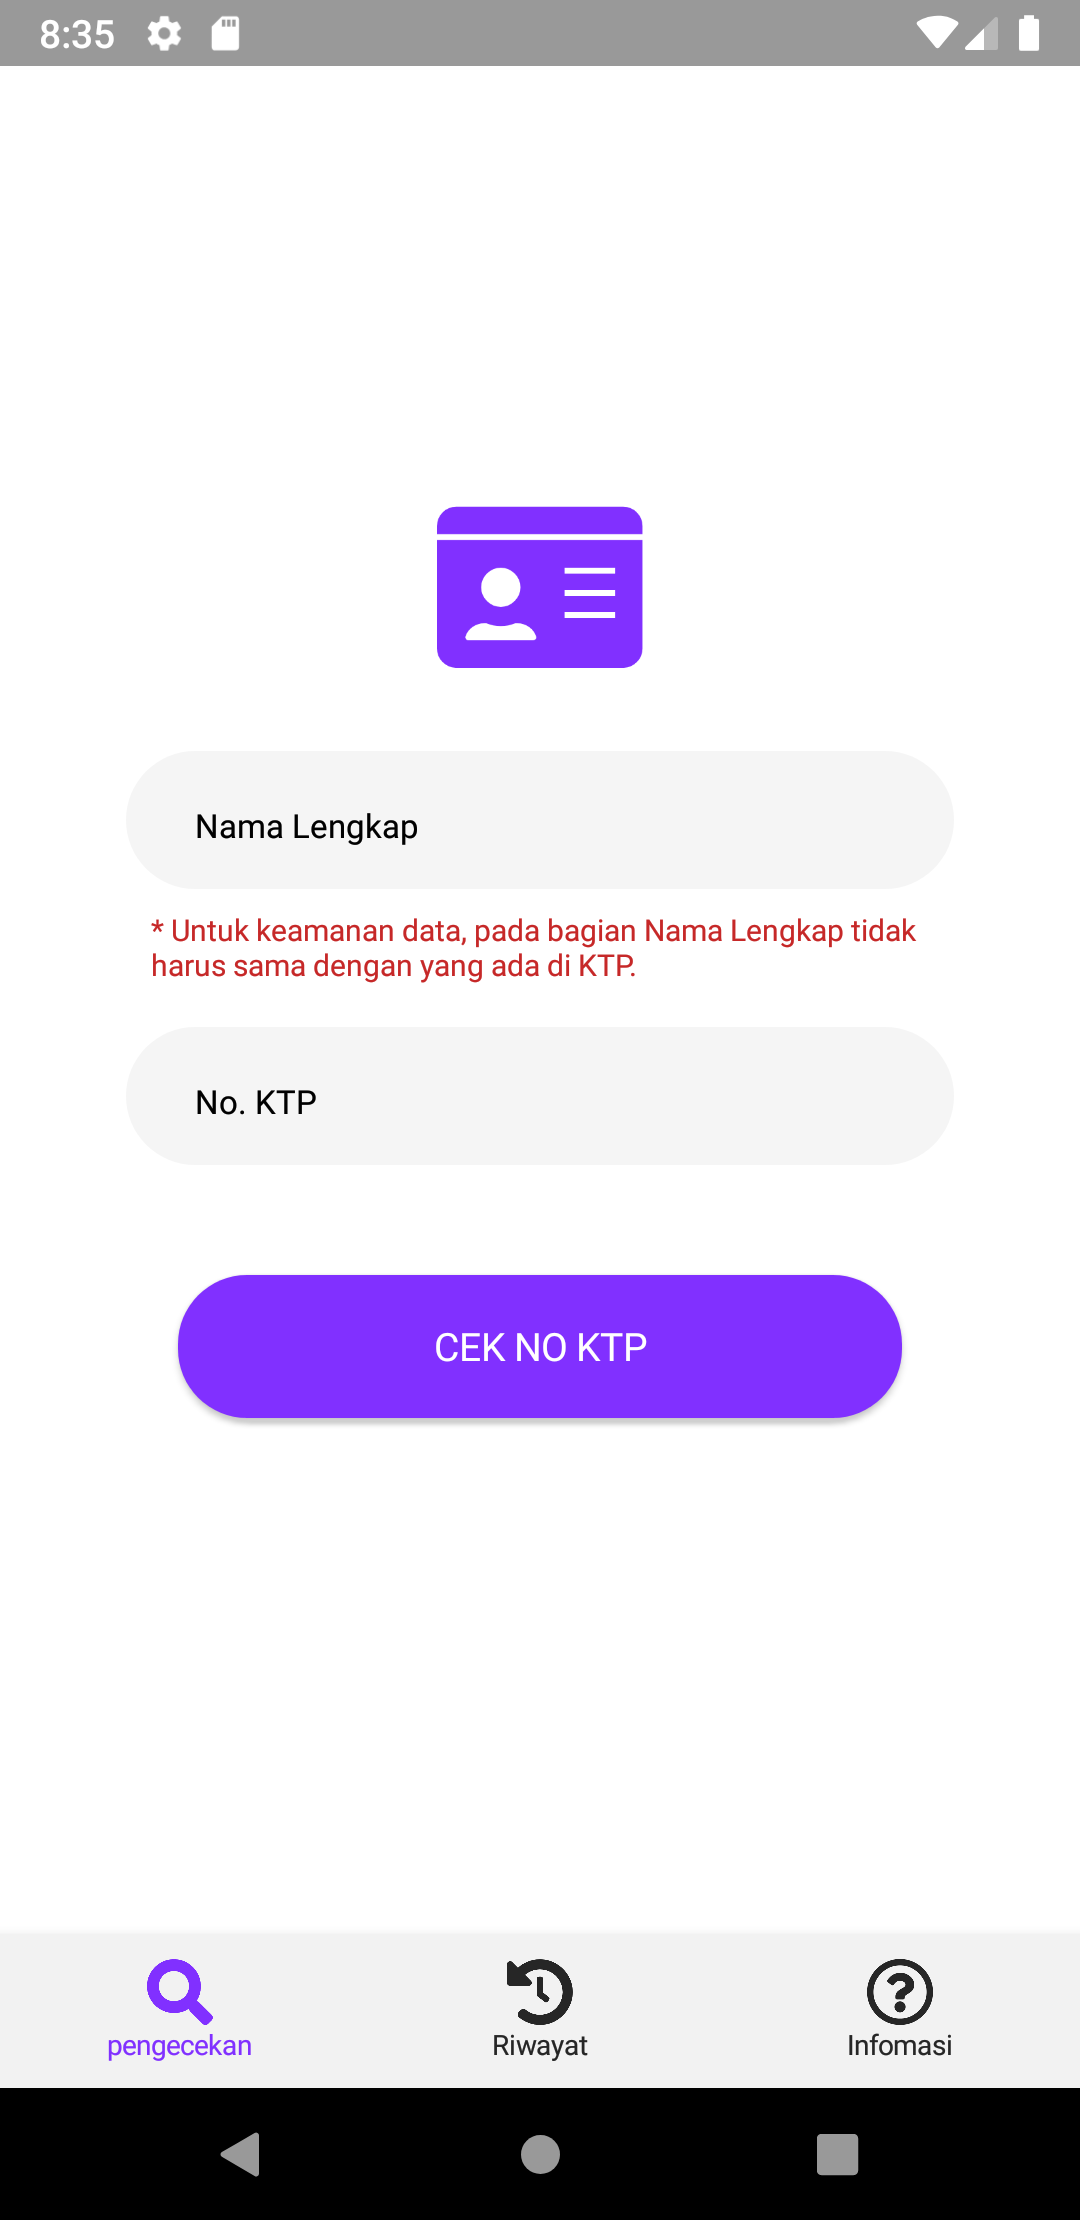 8:35
Nama Lengkap
* Untuk keamanan data, pada bagian Nama Lengkap tidak
harus sama dengan yang ada di KTP.
No. KTP
CEK NO KTP
pengecekan
Riwayat
Infomasi